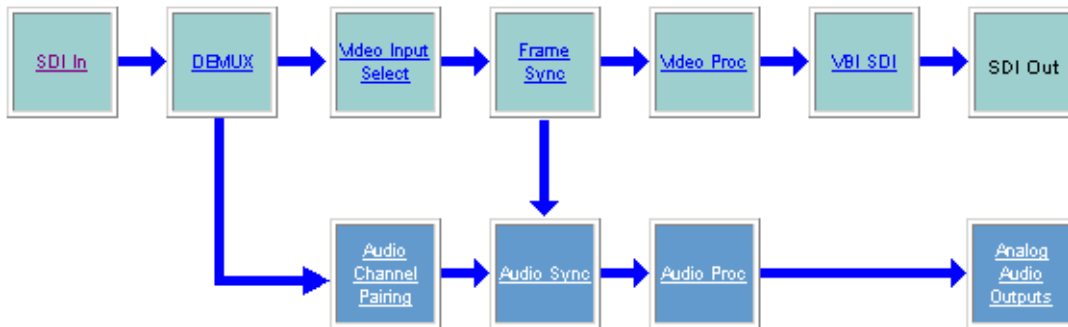 SDI In
DEMUX
Video Input
Select
Frame
Sync
Video Proc
VBI SDI
SDI Out
Audio
Channel
Pairing
Audio Sync
Audio Proc
Analog
Audio
Outputs